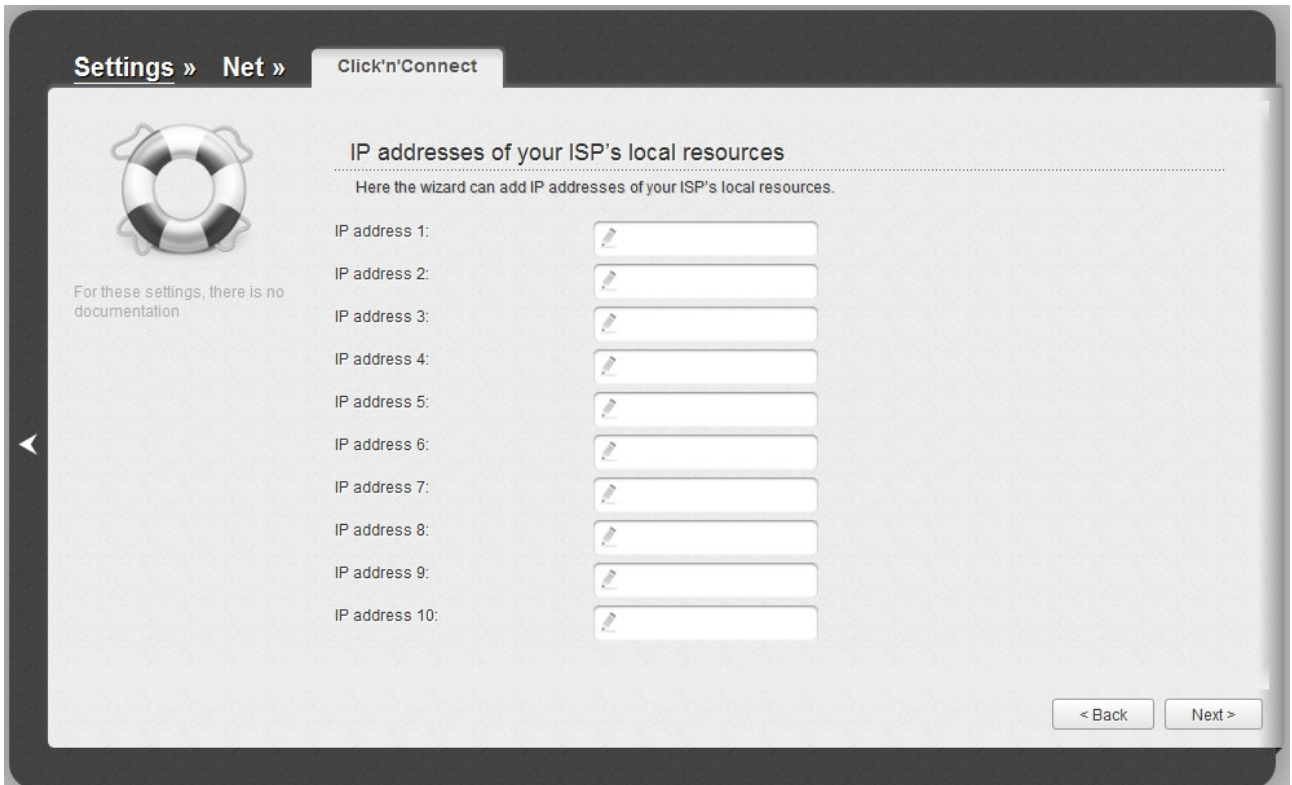 Settings » Net » Click'n'Connect
IP addresses of your ISP's local resources
Here the wizard can add IP addresses of your ISP's local resources.
For these settings, there is no
documentation
IP address 1:
IP address 2:
IP address 3:
IP address 4:
IP address 5:
IP address 6:
IP address 7:
IP address 8:
IP address 9:
IP address 10:
< Back Next >